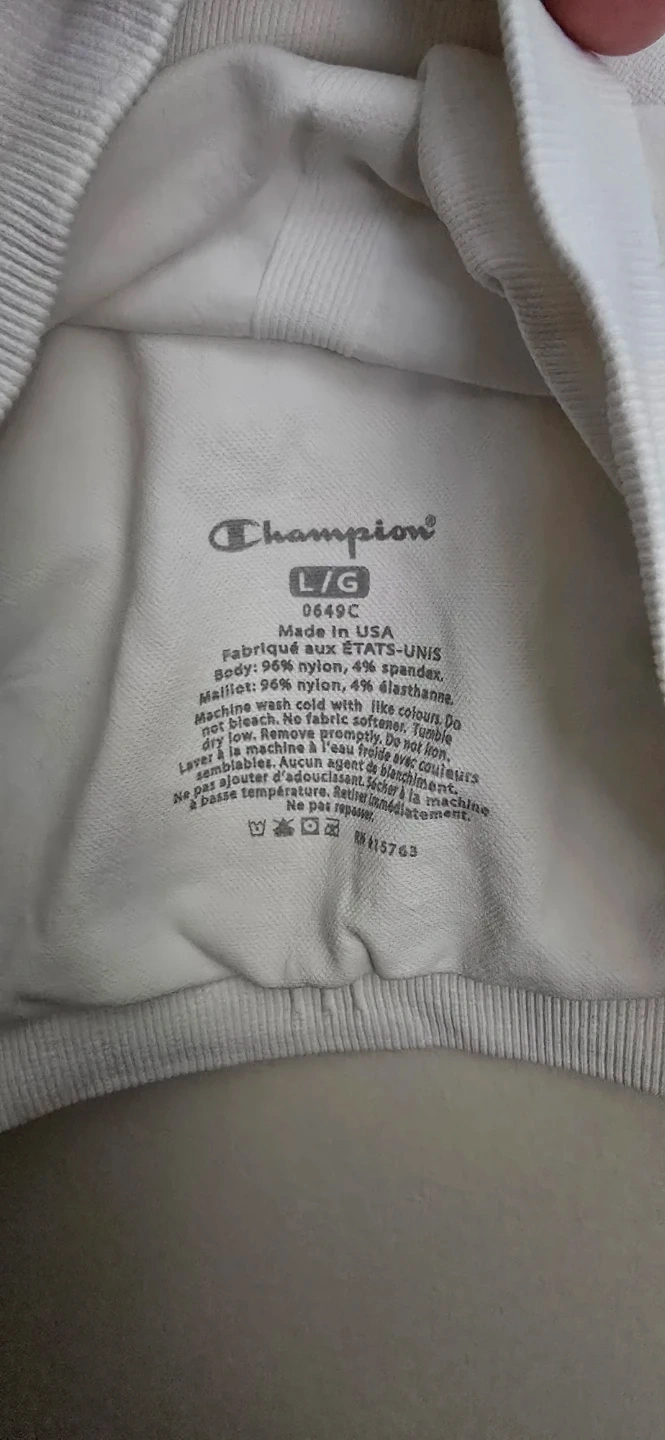 Champion®
L/G
0649C
Made in USA
Fabriqué aux ÉTATS-UNIS
Body: 96% nylon, 4% spandex.
Maillot: 96% nylon, 4% élasthanne.
Machine wash cold with like colours. Do
not bleach. No fabric softener. Tumble
dry low. Remove promptly. Do not iron.
Laver à la machine à l'eau froide avec couleurs
semblables. Aucun agent de blanchiment.
Ne pas ajouter d'adoucissant. Sécher à la machine
à basse température. Retirer immédiatement.
Ne pas repasser.
RN 15763